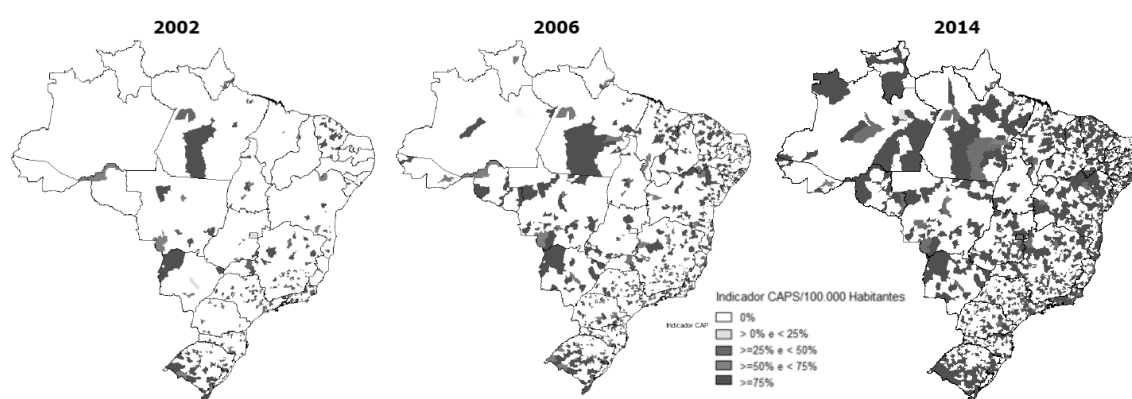 2002
2006
2014
Indicador CAPS/100.000 Habitantes
0%
> 0% e < 25%
>=25% e < 50%
>=50% e < 75%
>=75%
Indicador CAP